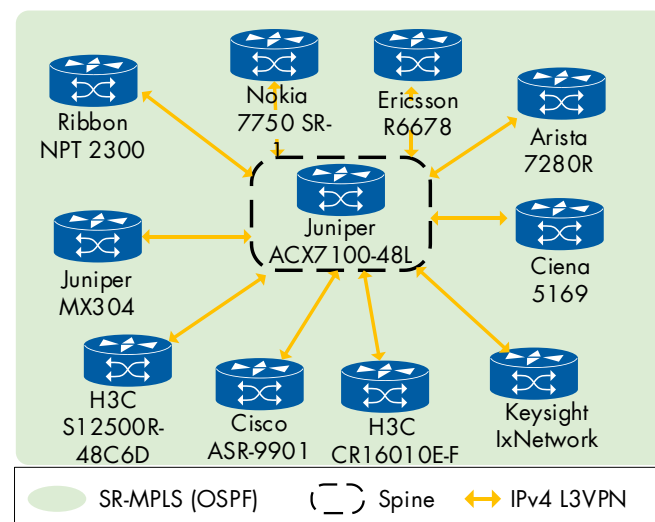 Ribbon
NPT 2300
Nokia
7750 SR-
1
Ericsson
R6678
Arista
7280R
Juniper
ACX7100-48L
Juniper
MX304
Ciena
5169
H3C
S12500R-
48C6D
Cisco
ASR-9901
H3C
CR16010E-F
Keysight
IxNetwork
SR-MPLS (OSPF)
Spine
IPv4 L3VPN